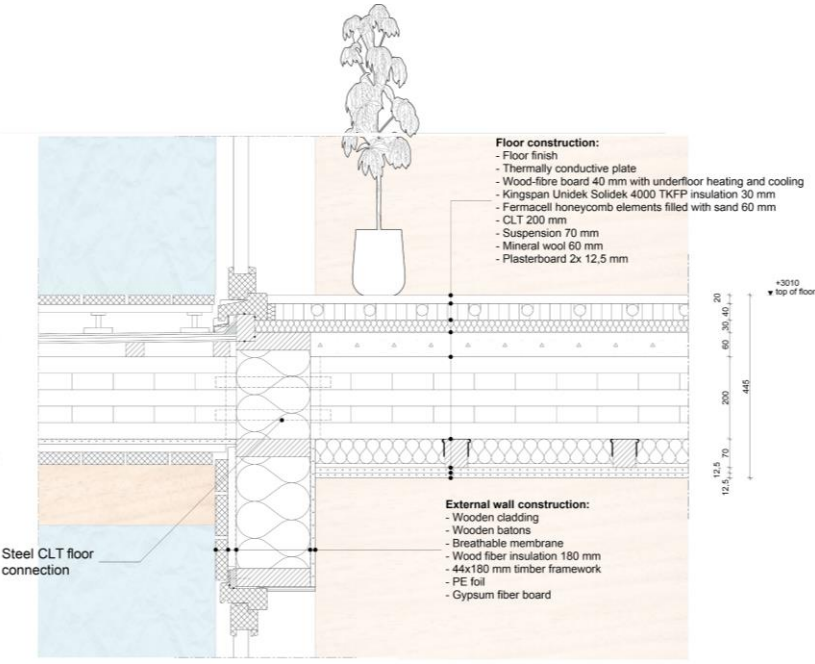 Floor construction:
- Floor finish
- Thermally conductive plate
- Wood-fibre board 40 mm with underfloor heating and cooling
- Kingspan Unidek Solidek 4000 TKFP insulation 30 mm
- Fermacell honeycomb elements filled with sand 60 mm
- CLT 200 mm
- Suspension 70 mm
- Mineral wool 60 mm
- Plasterboard 2x 12,5 mm
+3010
top of floor
20
40
30
60
200
445
70
12,5
12,5
External wall construction:
- Wooden cladding
- Wooden batons
- Breathable membrane
- Wood fiber insulation 180 mm
- 44x180 mm timber framework
- PE foil
- Gypsum fiber board
Steel CLT floor
connection